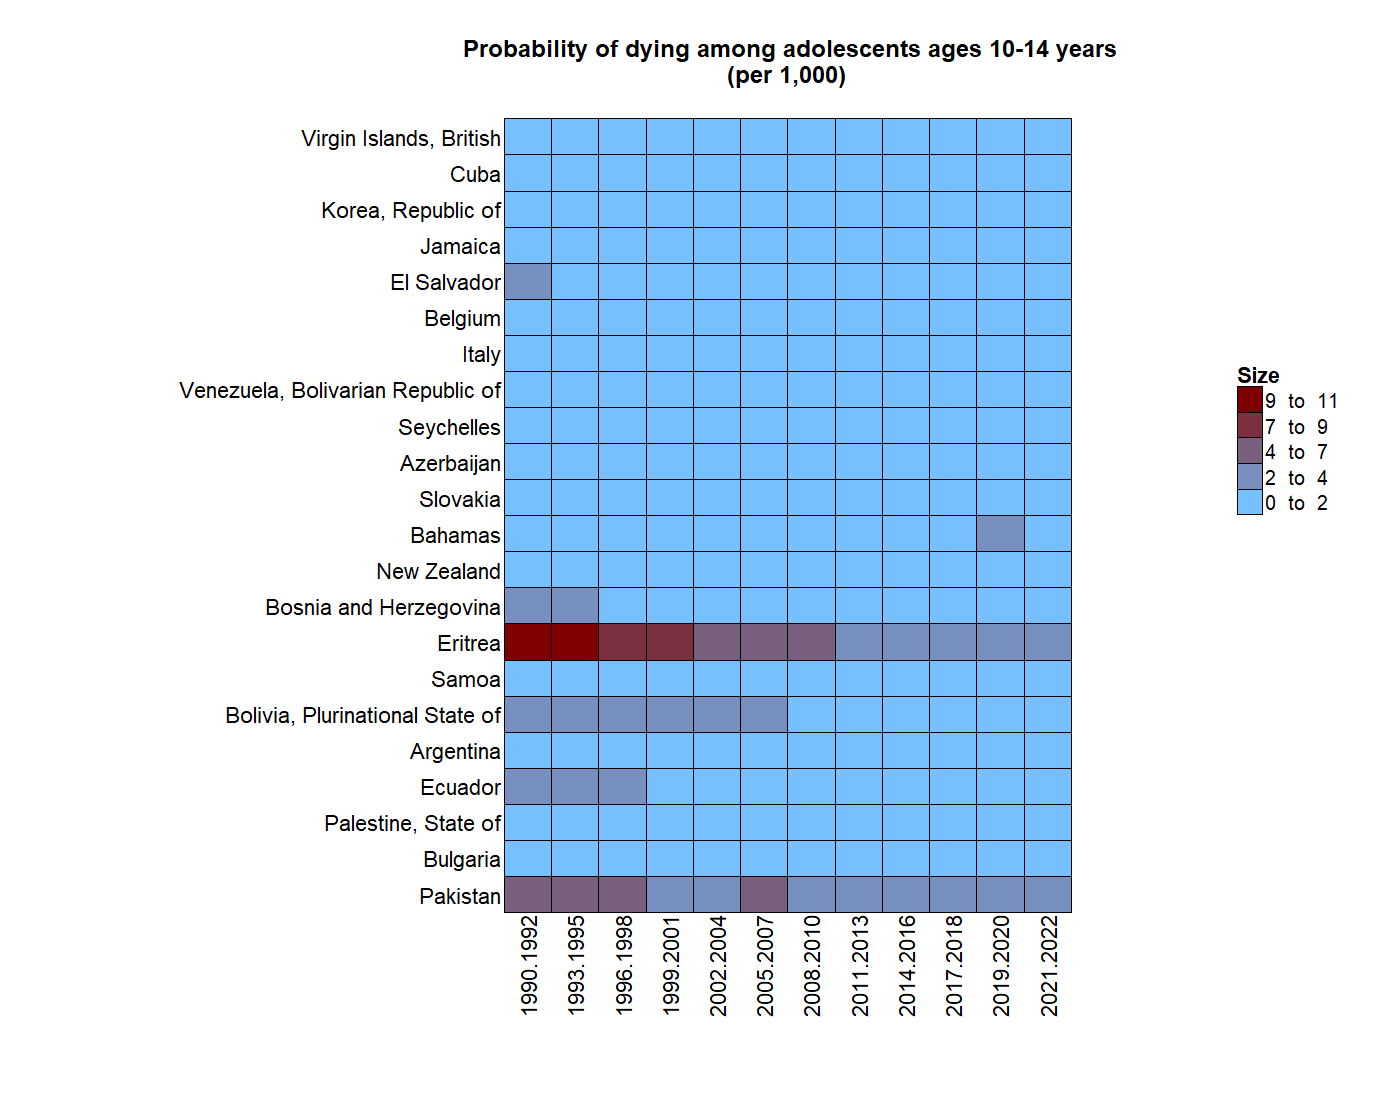 Probability of dying among adolescents ages 10-14 years
(per 1,000)
Virgin Islands, British
Cuba
Korea, Republic of
Jamaica
El Salvador
Belgium
Italy
Venezuela, Bolivarian Republic of
Seychelles
Azerbaijan
Slovakia
Bahamas
New Zealand
Bosnia and Herzegovina
Eritrea
Samoa
Bolivia, Plurinational State of
Argentina
Ecuador
Palestine, State of
Bulgaria
Pakistan
1990.1992
1993.1995
1996.1998
1999.2001
2002.2004
2005.2007
2008.2010
2011.2013
2014.2016
2017.2018
2019.2020
2021.2022
Size
9 to 11
7 to 9
4 to 7
2 to 4
0 to 2